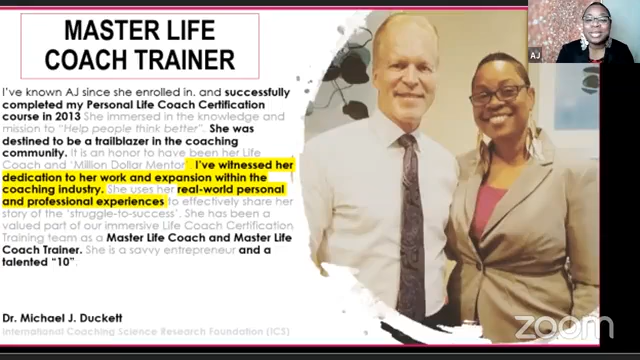 MASTER LIFE
COACH TRAINER
I've known AJ since she enrolled in. and successfully
completed my Personal Life Coach Certification
course in 2013 She immersed in the knowledge and
mission to "Help people think better". She was
destined to be a trailblazer in the coaching
community. It is an honor to have been her Life
Coach and 'Million Dollar Mentor'. I've witnessed her
dedication to her work and expansion within the
coaching industry. She uses her real-world personal
and professional experiences to effectively share her
story of the 'struggle-to-success'. She has been a
valued part of our immersive Life Coach Certification
Training team as a Master Life Coach and Master Life
Coach Trainer. She is a savvy entrepreneur and a
talented "10".
Dr. Michael J. Duckett
International Coaching Science Research Foundation (ICS)
AJ
zoom